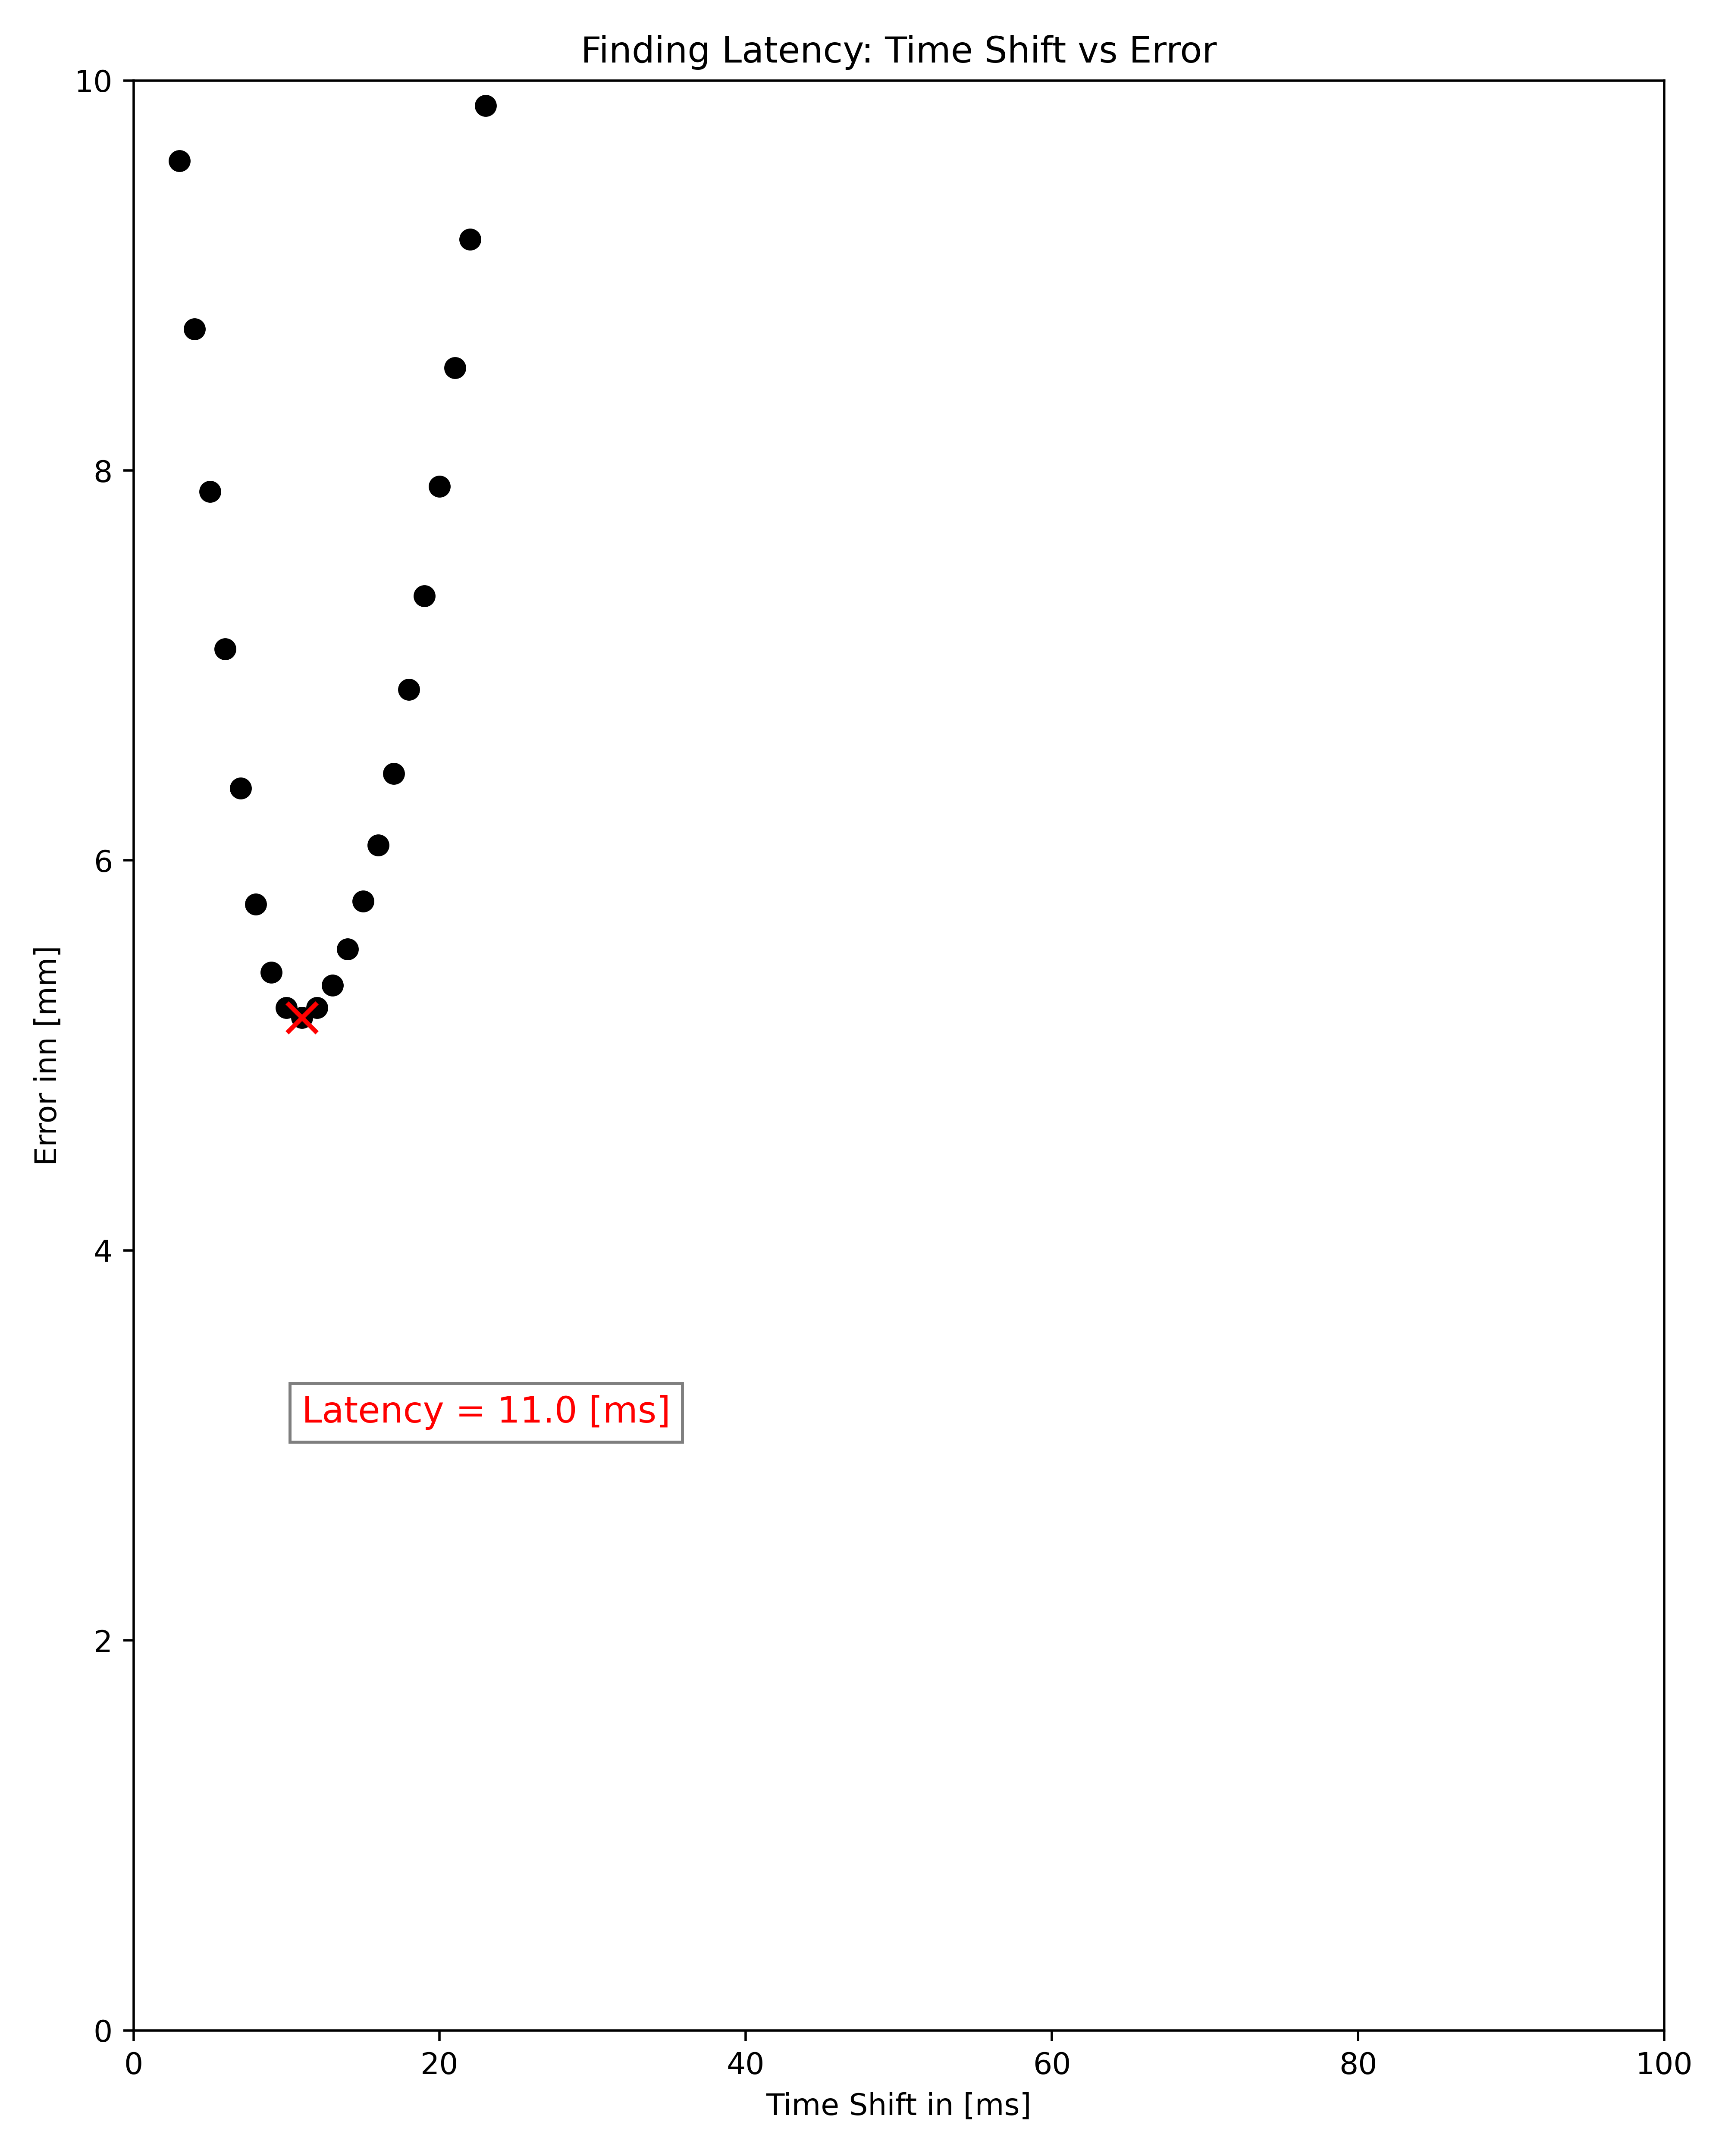 Finding Latency: Time Shift vs Error
10
8
6
4
2
0
Error inn [mm]
Latency = 11.0 [ms]
0 20 40 60 80 100
Time Shift in [ms]